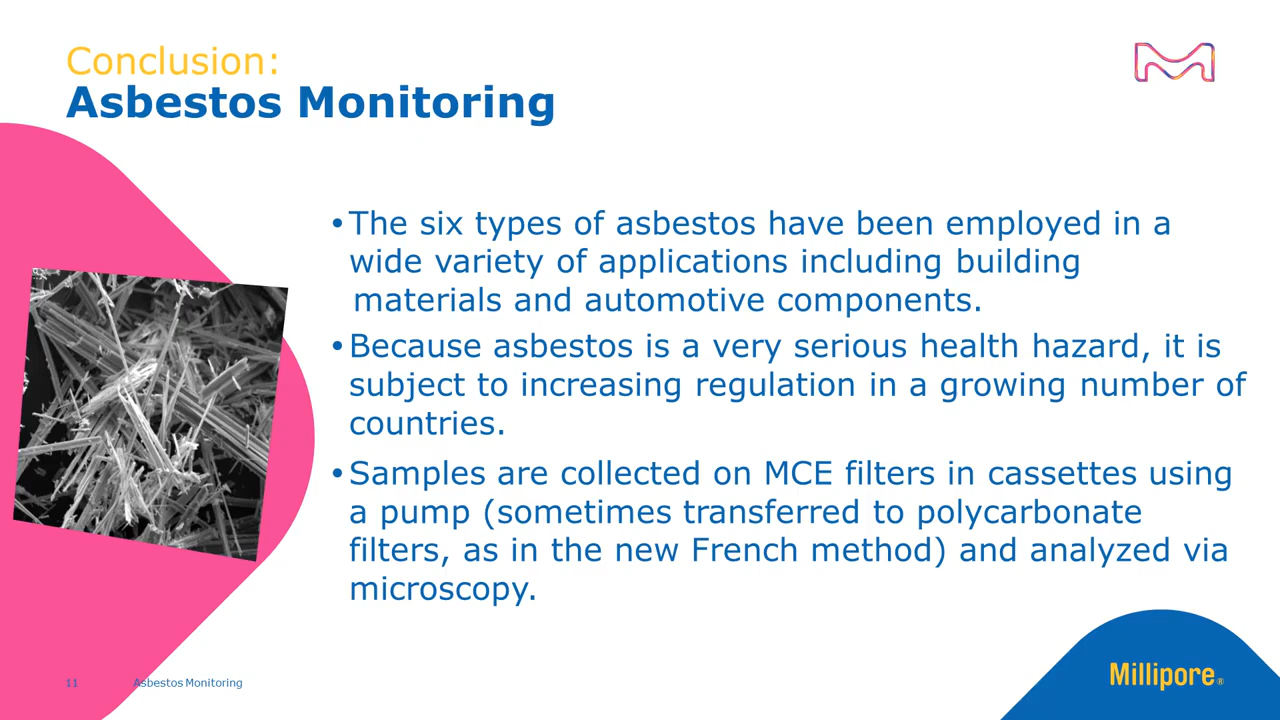 Conclusion:
Asbestos Monitoring
•The six types of asbestos have been employed in a
wide variety of applications including building
materials and automotive components.
•Because asbestos is a very serious health hazard, it is
subject to increasing regulation in a growing number of
countries.
•Samples are collected on MCE filters in cassettes using
a pump (sometimes transferred to polycarbonate
filters, as in the new French method) and analyzed via
microscopy.
11 Asbestos Monitoring
Millipore®